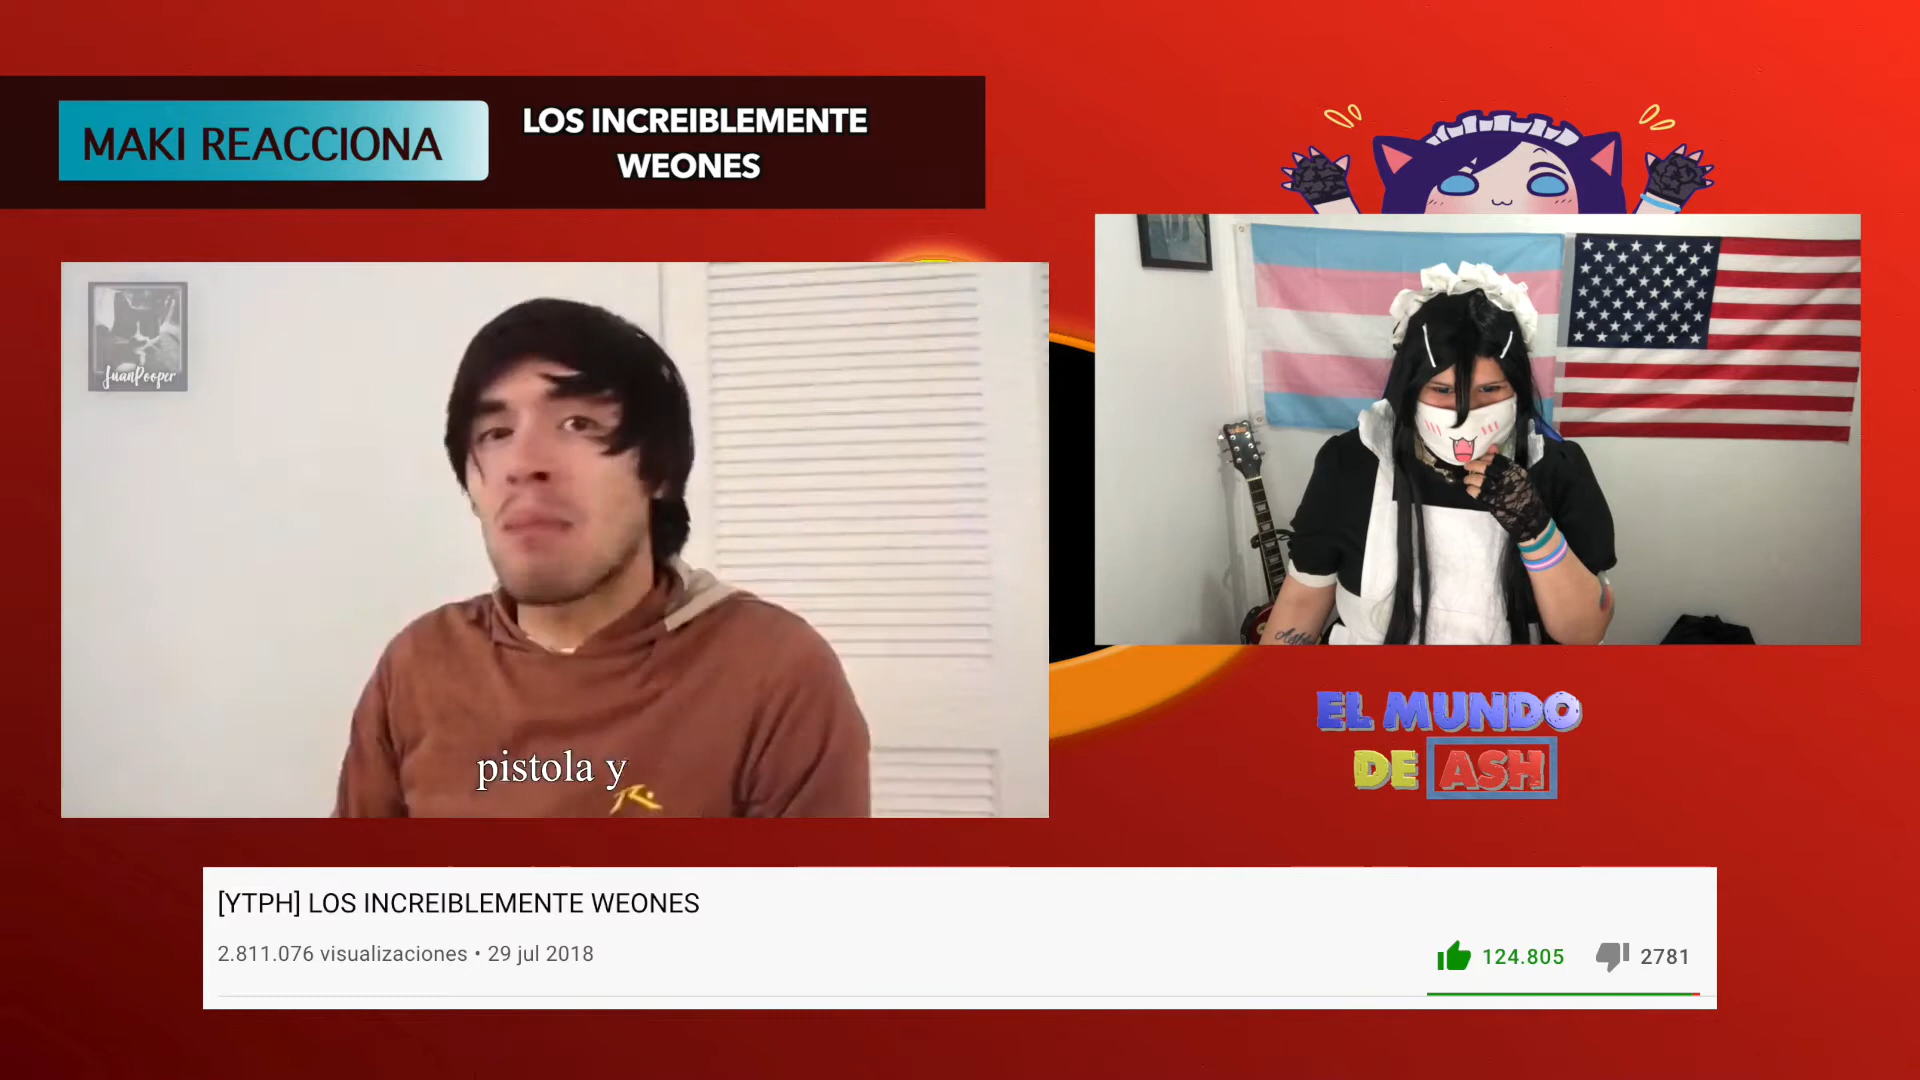 MAKI REACCIONA
LOS INCREIBLEMENTE
WEONES
JuanPooper
pistola y
EL MUNDO
DE ASH
[YTPH] LOS INCREIBLEMENTE WEONES
2.811.076 visualizaciones • 29 jul 2018
124.805
2781